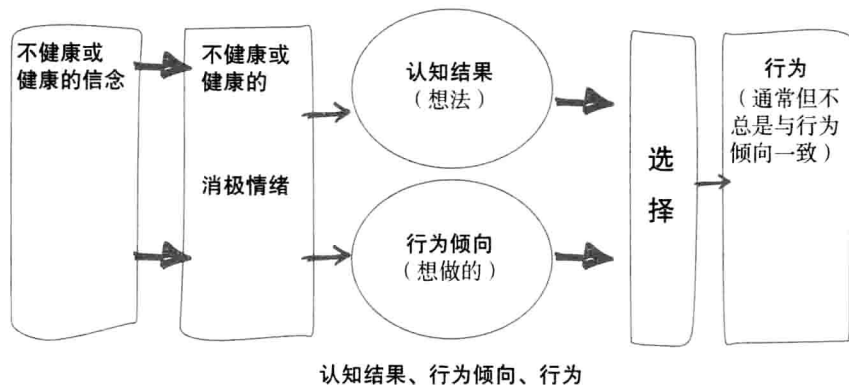 不健康或
健康的信念
不健康或
健康的
消极情绪
认知结果
（想法）
行为倾向
（想做的）
选
择
行为
（通常但不
总是与行为
倾向一致）
认知结果、行为倾向、行为